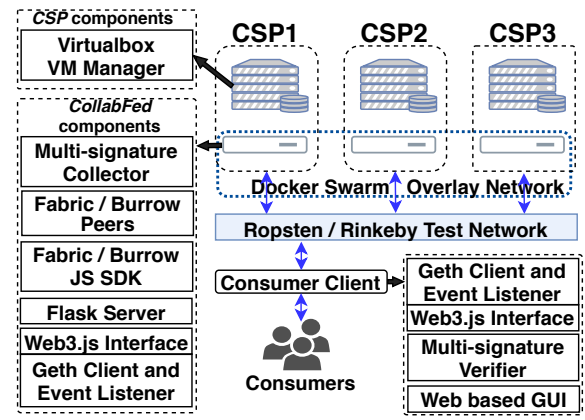 CSP components
Virtualbox
VM Manager
CollabFed
components
Multi-signature
Collector
Fabric / Burrow
Peers
Fabric / Burrow
JS SDK
Flask Server
Web3.js Interface
Geth Client and
Event Listener
CSP1 CSP2 CSP3
Docker Swarm Overlay Network
Ropsten / Rinkeby Test Network
Consumer Client
Consumers
Geth Client and
Event Listener
Web3.js Interface
Multi-signature
Verifier
Web based GUI